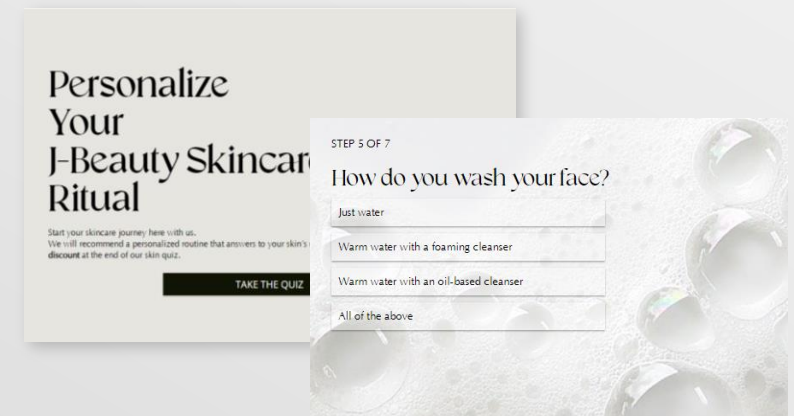 Personalize
Your
J-Beauty Skincar
Ritual
Start your skincare journey here with us.
We will recommend a personalized routine that answers to your skin's
discount at the end of our skin quiz.
TAKE THE QUIZ
STEP 5 OF 7
How do you wash your face?
Just water
Warm water with a foaming cleanser
Warm water with an oil-based cleanser
All of the above